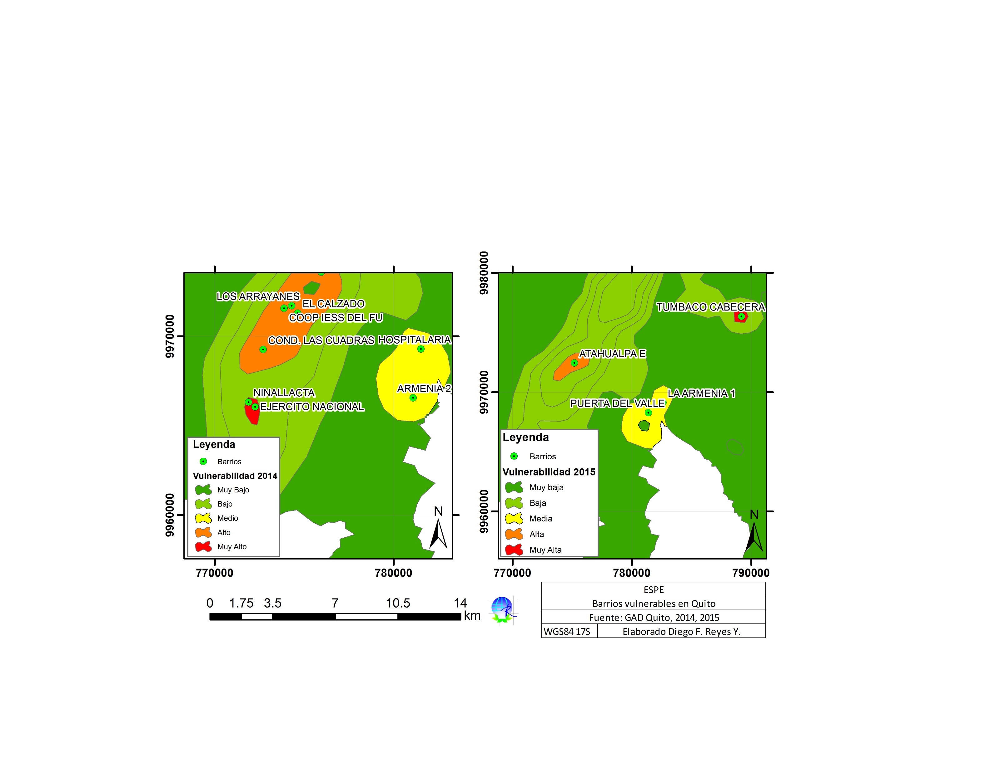 LOS ARRAYANES
EL CALZADO
COOP IESS DEL FU
COND. LAS CUADRAS
HOSPITALARIA
ARMENIA 2
NINALLACTA
EJERCITO NACIONAL
9970000
9960000
770000
780000
Leyenda
Barrios
Vulnerabilidad 2014
Muy Bajo
Bajo
Medio
Alto
Muy Alto
N
9980000
9970000
9960000
TUMBACO CABECERA
ATAHUALPA E
LA ARMENIA 1
PUERTA DEL VALLE
Leyenda
Barrios
Vulnerabilidad 2015
Muy baja
Baja
Media
Alta
Muy Alta
N
770000
780000
790000
0 1.75 3.5 7 10.5 14
km
ESPE
Barrios vulnerables en Quito
Fuente: GAD Quito, 2014, 2015
WGS84 17S Elaborado Diego F. Reyes Y.